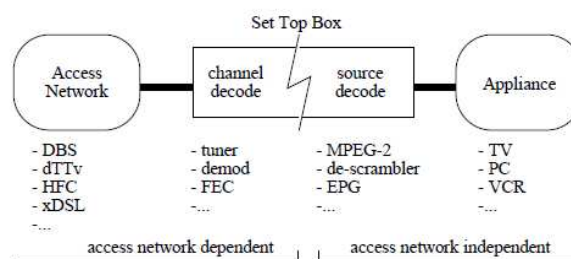 Set Top Box
Access Network
channel decode
source decode
Appliance
- DBS
- dTTv
- HFC
- xDSL
-...
- tuner
- demod
- FEC
-...
- MPEG-2
- de-scrambler
- EPG
-...
- TV
- PC
- VCR
-...
access network dependent
access network independent